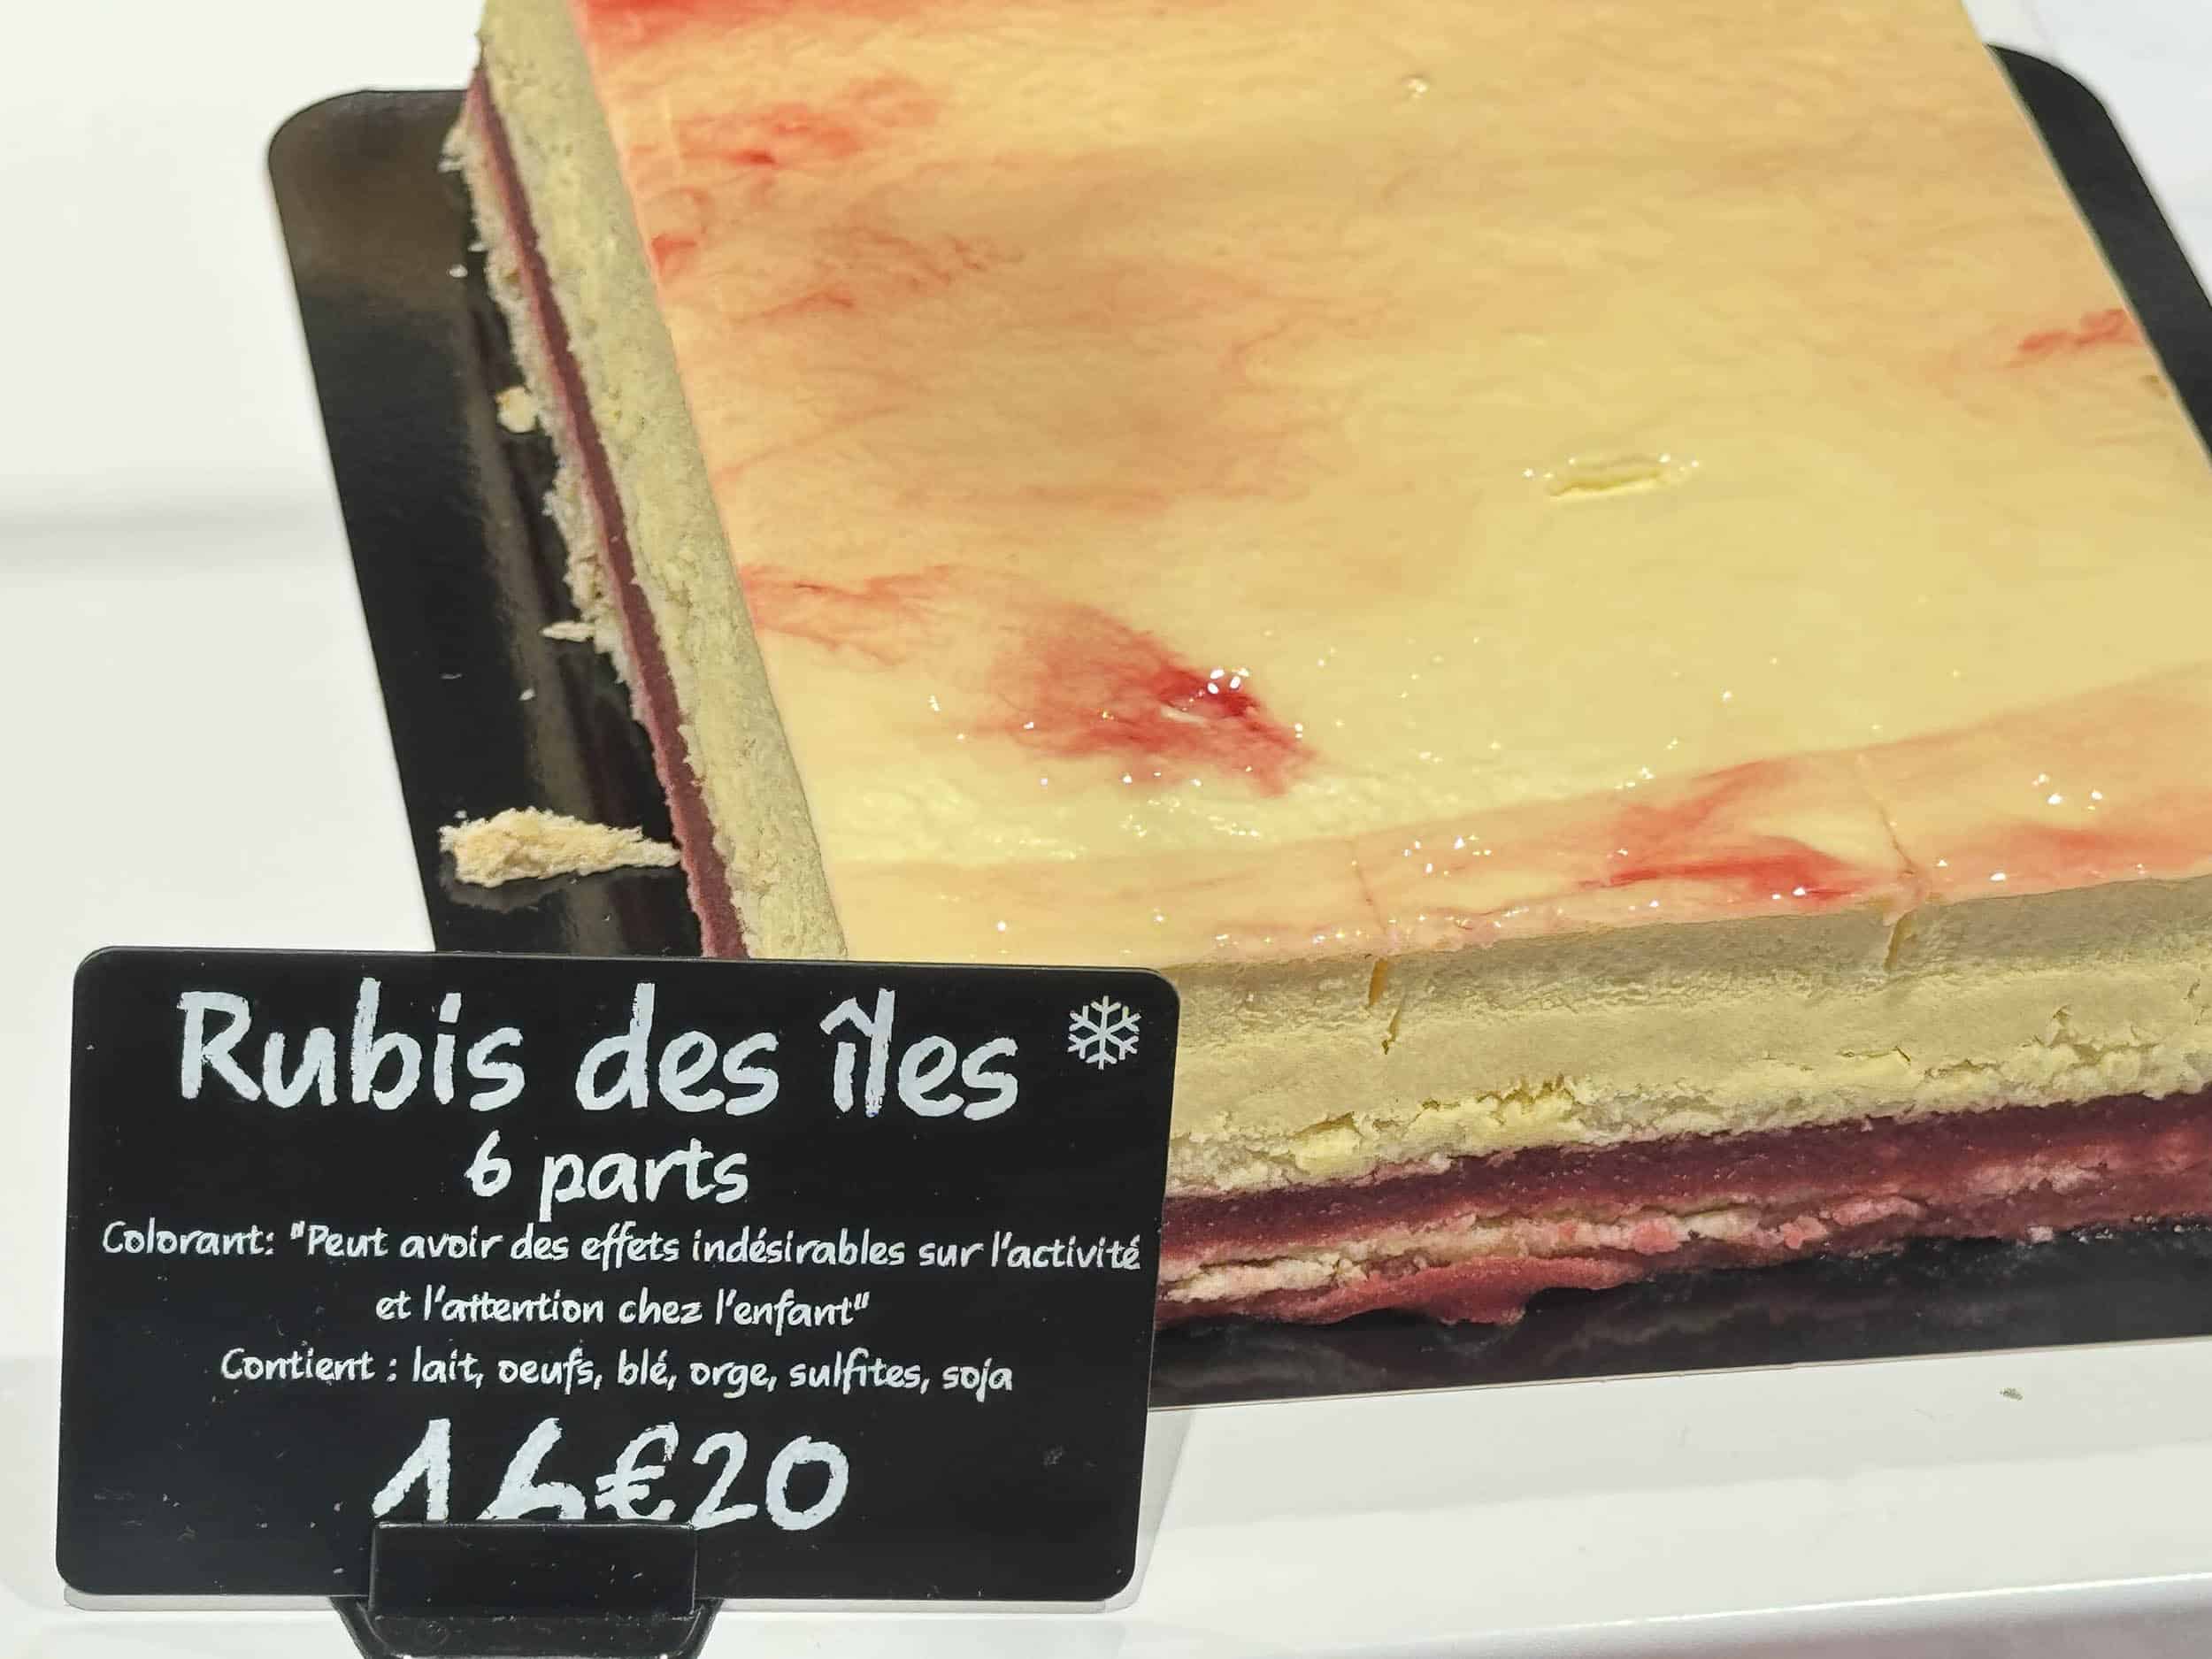 Rubis des îles
6 parts
Colorant: "Peut avoir des effets indésirables sur l'activité
et l'attention chez l'enfant"
Contient : lait, oeufs, blé, orge, sulfites, soja
14€20